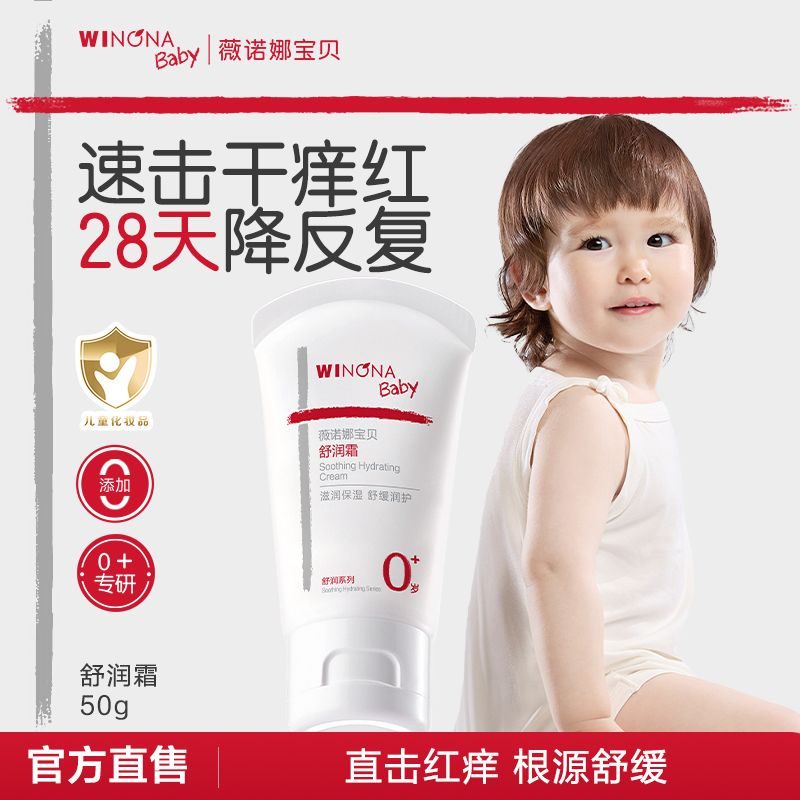 WINONA Baby | 薇诺娜宝贝
速击干痒红
28天降反复
儿童化妆品
0
添加
0+
专研
舒润霜
50g
WINONA
Baby
薇诺娜宝贝
舒润霜
Soothing Hydrating
Cream
滋润保湿 舒缓润护
舒润系列
Soothing Hydrating Series
0+
岁
官方直售
直击红痒 根源舒缓